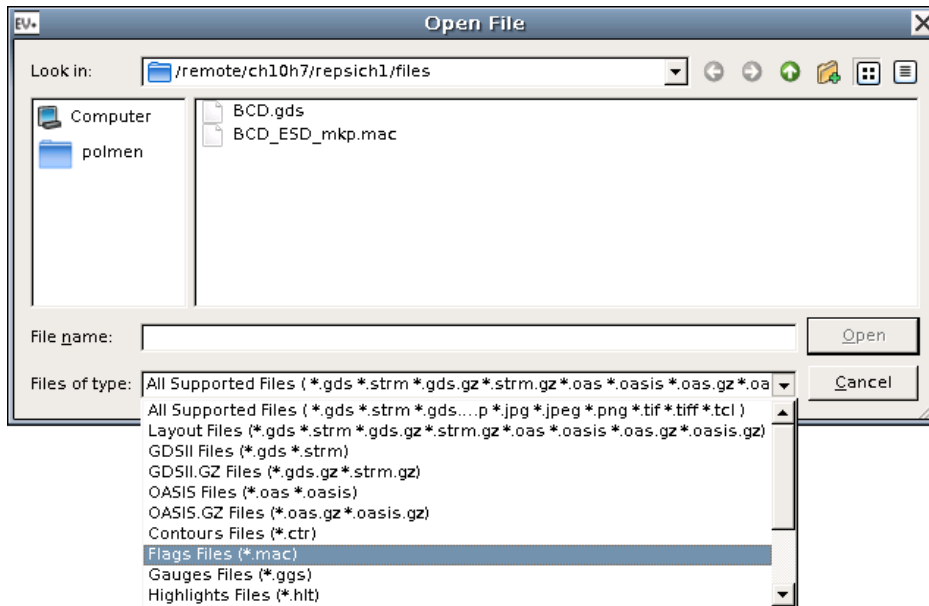 EV+
Open File
Look in:
/remote/ch10h7/repsich1/files
Computer
polmen
BCD.gds
BCD_ESD_mkp.mac
File name:
Open
Files of type:
All Supported Files ( *.gds *.strm *.gds.gz *.strm.gz *.oas *.oasis *.oas.gz *.oa
Cancel
All Supported Files ( *.gds *.strm *.gds....p *.jpg *.jpeg *.png *.tif *.tiff *.tcl )
Layout Files (*.gds *.strm *.gds.gz *.strm.gz *.oas *.oasis *.oas.gz *.oasis.gz)
GDSII Files (*.gds *.strm)
GDSII.GZ Files (*.gds.gz *.strm.gz)
OASIS Files (*.oas *.oasis)
OASIS.GZ Files (*.oas.gz *.oasis.gz)
Contours Files (*.ctr)
Flags Files (*.mac)
Gauges Files (*.ggs)
Highlights Files (*.hlt)